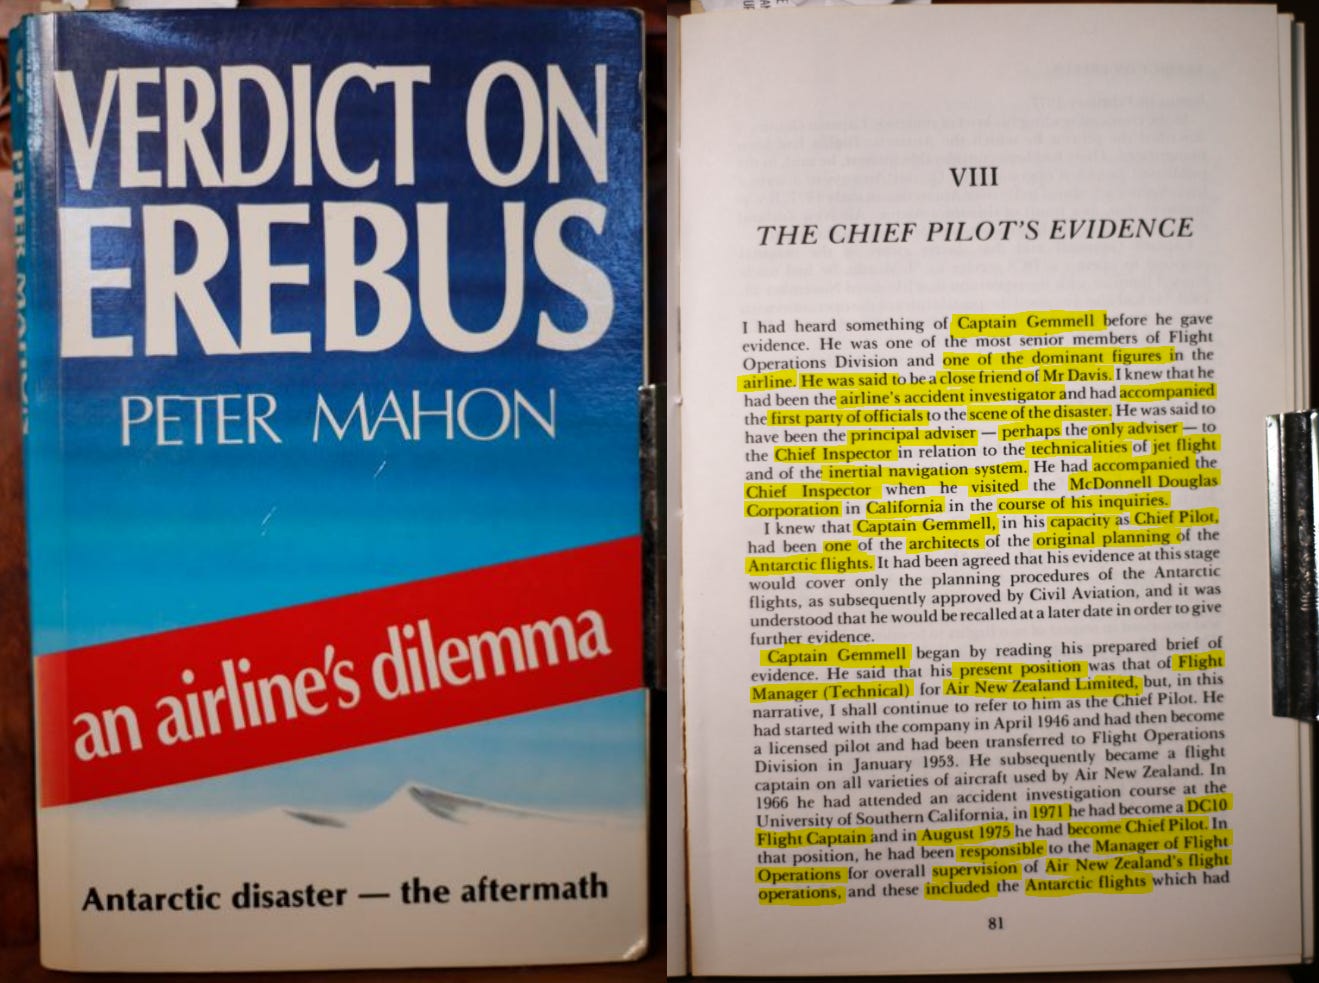 VERDICT ON
EREBUS
PETER MAHON
an airline's dilemma
Antarctic disaster — the aftermath
PETER MAHON
VIII
THE CHIEF PILOT'S EVIDENCE
I had heard something of Captain Gemmell before he gave
evidence. He was one of the most senior members of Flight
Operations Division and one of the dominant figures in the
airline. He was said to be a close friend of Mr Davis. I knew that he
had been the airline's accident investigator and had accompanied
the first party of officials to the scene of the disaster. He was said to
have been the principal adviser — perhaps the only adviser — to
the Chief Inspector in relation to the technicalities of jet flight
and of the inertial navigation system. He had accompanied the
Chief Inspector when he visited the McDonnell Douglas
Corporation in California in the course of his inquiries.
I knew that Captain Gemmell, in his capacity as Chief Pilot,
had been one of the architects of the original planning of the
Antarctic flights. It had been agreed that his evidence at this stage
would cover only the planning procedures of the Antarctic
flights, as subsequently approved by Civil Aviation, and it was
understood that he would be recalled at a later date in order to give
further evidence.
Captain Gemmell began by reading his prepared brief of
evidence. He said that his present position was that of Flight
Manager (Technical) for Air New Zealand Limited, but, in this
narrative, I shall continue to refer to him as the Chief Pilot. He
had started with the company in April 1946 and had then become
a licensed pilot and had been transferred to Flight Operations
Division in January 1953. He subsequently became a flight
captain on all varieties of aircraft used by Air New Zealand. In
1966 he had attended an accident investigation course at the
University of Southern California, in 1971 he had become a DC10
Flight Captain and in August 1975 he had become Chief Pilot. In
that position, he had been responsible to the Manager of Flight
Operations for overall supervision of Air New Zealand's flight
operations, and these included the Antarctic flights which had
81